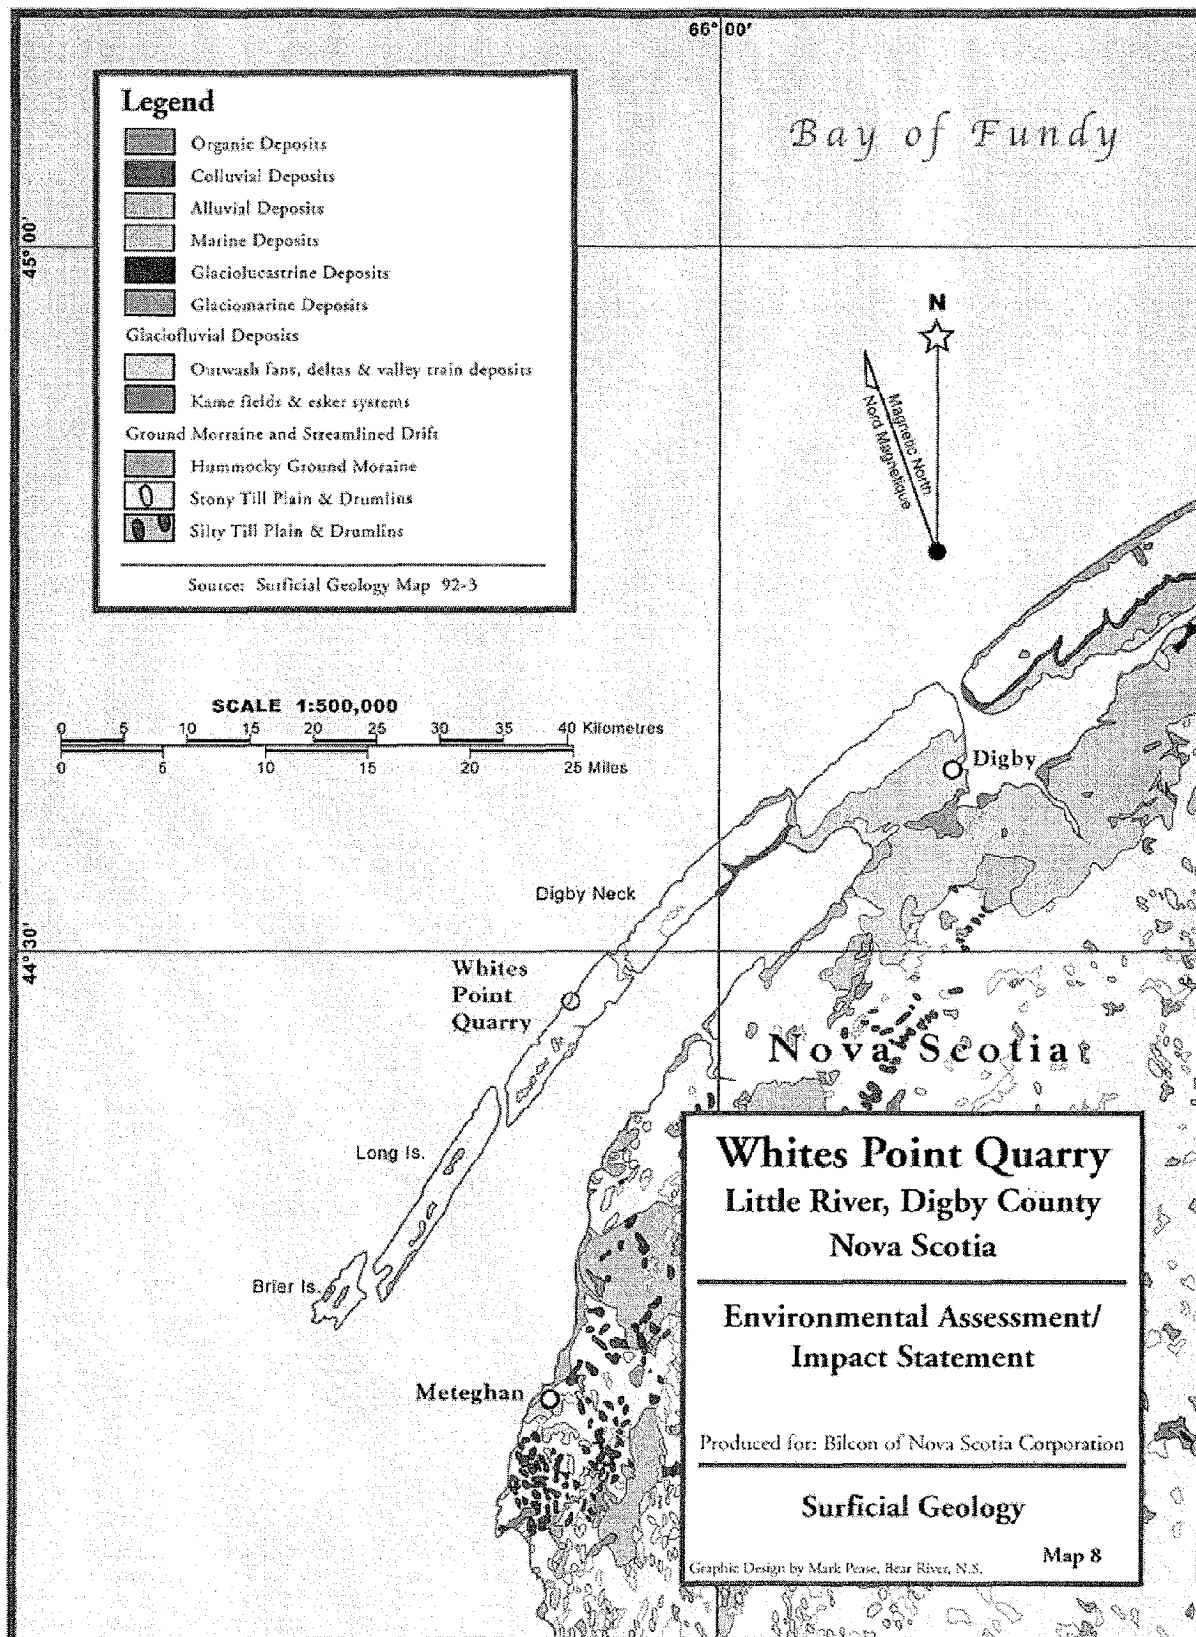 66° 00'
Bay of Fundy
Legend
Organic Deposits
Colluvial Deposits
Alluvial Deposits
Marine Deposits
Glaciolucastrine Deposits
Glaciomarine Deposits
Glaciofluvial Deposits
Outwash fans, deltas & valley train deposits
Kame fields & esker systems
Ground Morraine and Streamlined Drift
Hummocky Ground Moraine
Stony Till Plain & Drumlins
Silty Till Plain & Drumlins
Source: Surficial Geology Map 92-3
45° 00'
N
Magnetic North
Nord Magnetique
SCALE 1:500,000
0 5 10 15 20 25 30 35 40 Kilometres
0 5 10 15 20 25 Miles
Digby
Digby Neck
44° 30'
Whites
Point
Quarry
Nova Scotia
Long Is.
Brier Is.
Meteghan
Whites Point Quarry
Little River, Digby County
Nova Scotia
Environmental Assessment/
Impact Statement
Produced for: Bilcon of Nova Scotia Corporation
Surficial Geology
Map 8
Graphic Design by Mark Pease, Bear River, N.S.